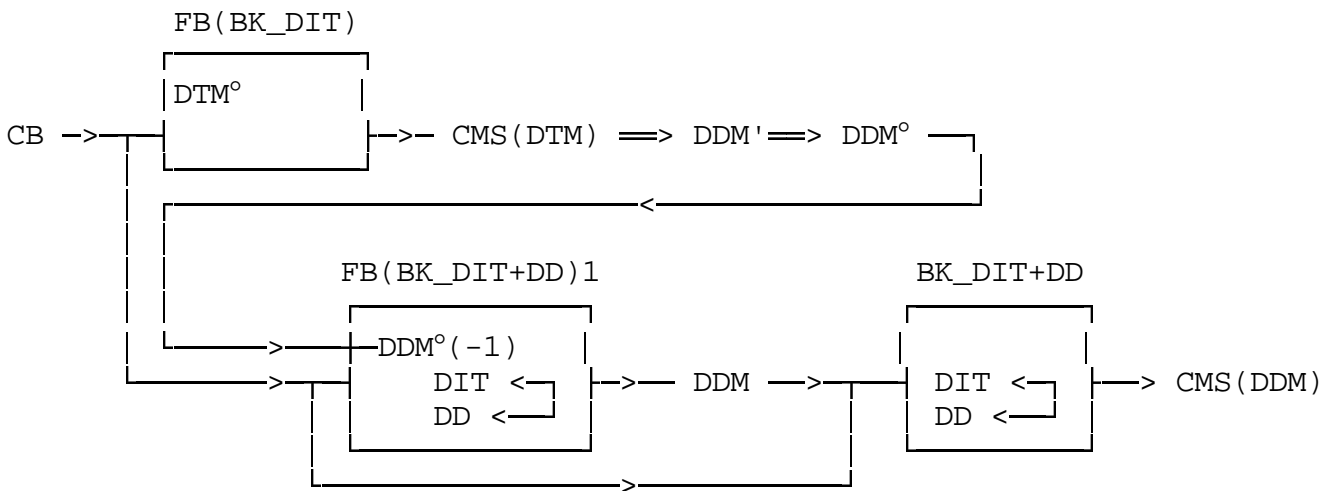 FB(BK_DIT)
DTM°
CB -> CMS(DTM) ==> DDM' ==> DDM°
<
FB(BK_DIT+DD)1 BK_DIT+DD
> DDM°(-1)
> DIT < > DDM > DIT < > CMS(DDM)
DD < DD <
>